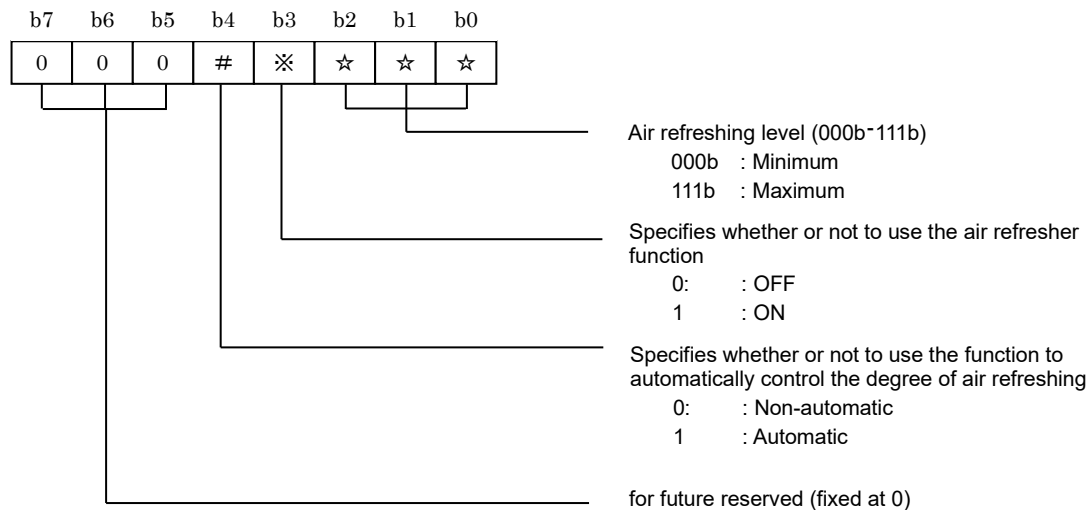 b7 b6 b5 b4 b3 b2 b1 b0
0 0 0 # ※ ☆ ☆ ☆
Air refreshing level (000b-111b)
000b : Minimum
111b : Maximum
Specifies whether or not to use the air refresher
function
0: : OFF
1 : ON
Specifies whether or not to use the function to
automatically control the degree of air refreshing
0: : Non-automatic
1 : Automatic
for future reserved (fixed at 0)